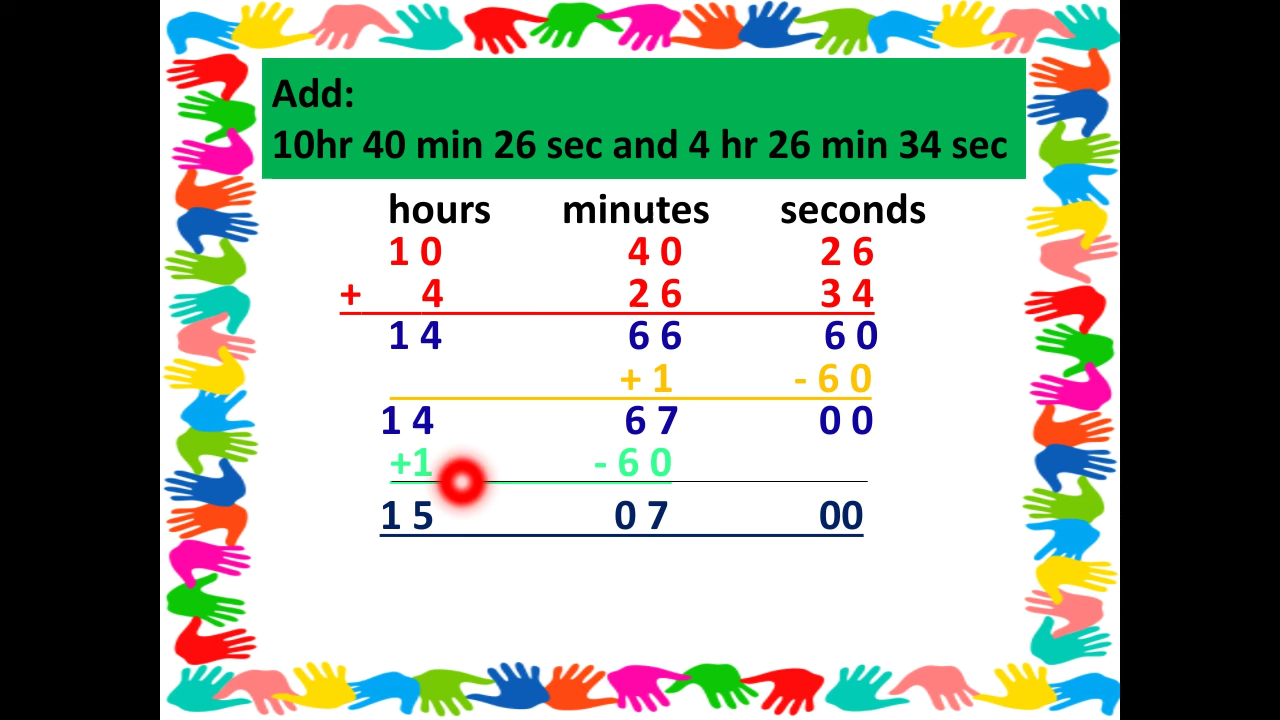 Add:
10hr 40 min 26 sec and 4 hr 26 min 34 sec
hours minutes seconds
1 0 4 0 2 6
+ 4 2 6 3 4
1 4 6 6 6 0
+ 1 - 6 0
1 4 6 7 0 0
+1 - 6 0
1 5 0 7 00